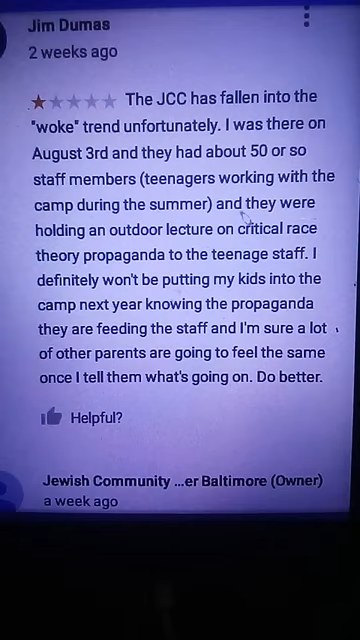 Jim Dumas
2 weeks ago
The JCC has fallen into the
"woke" trend unfortunately. I was there on
August 3rd and they had about 50 or so
staff members (teenagers working with the
camp during the summer) and they were
holding an outdoor lecture on critical race
theory propaganda to the teenage staff. I
definitely won't be putting my kids into the
camp next year knowing the propaganda
they are feeding the staff and I'm sure a lot
of other parents are going to feel the same
once I tell them what's going on. Do better.
Helpful?
Jewish Community ...er Baltimore (Owner)
a week ago